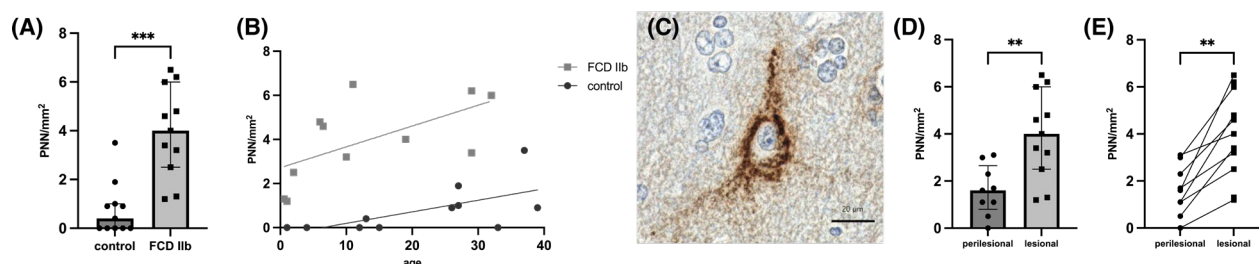 (A)
***
8
6
4
2
0
PNN/mm²
control
FCD IIb
(B)
8
6
4
2
0
PNN/mm²
0
10
20
30
40
age
FCD IIb
control
(C)
20 µm
(D)
**
8
6
4
2
0
PNN/mm²
perilesional
lesional
(E)
**
8
6
4
2
0
PNN/mm²
perilesional
lesional